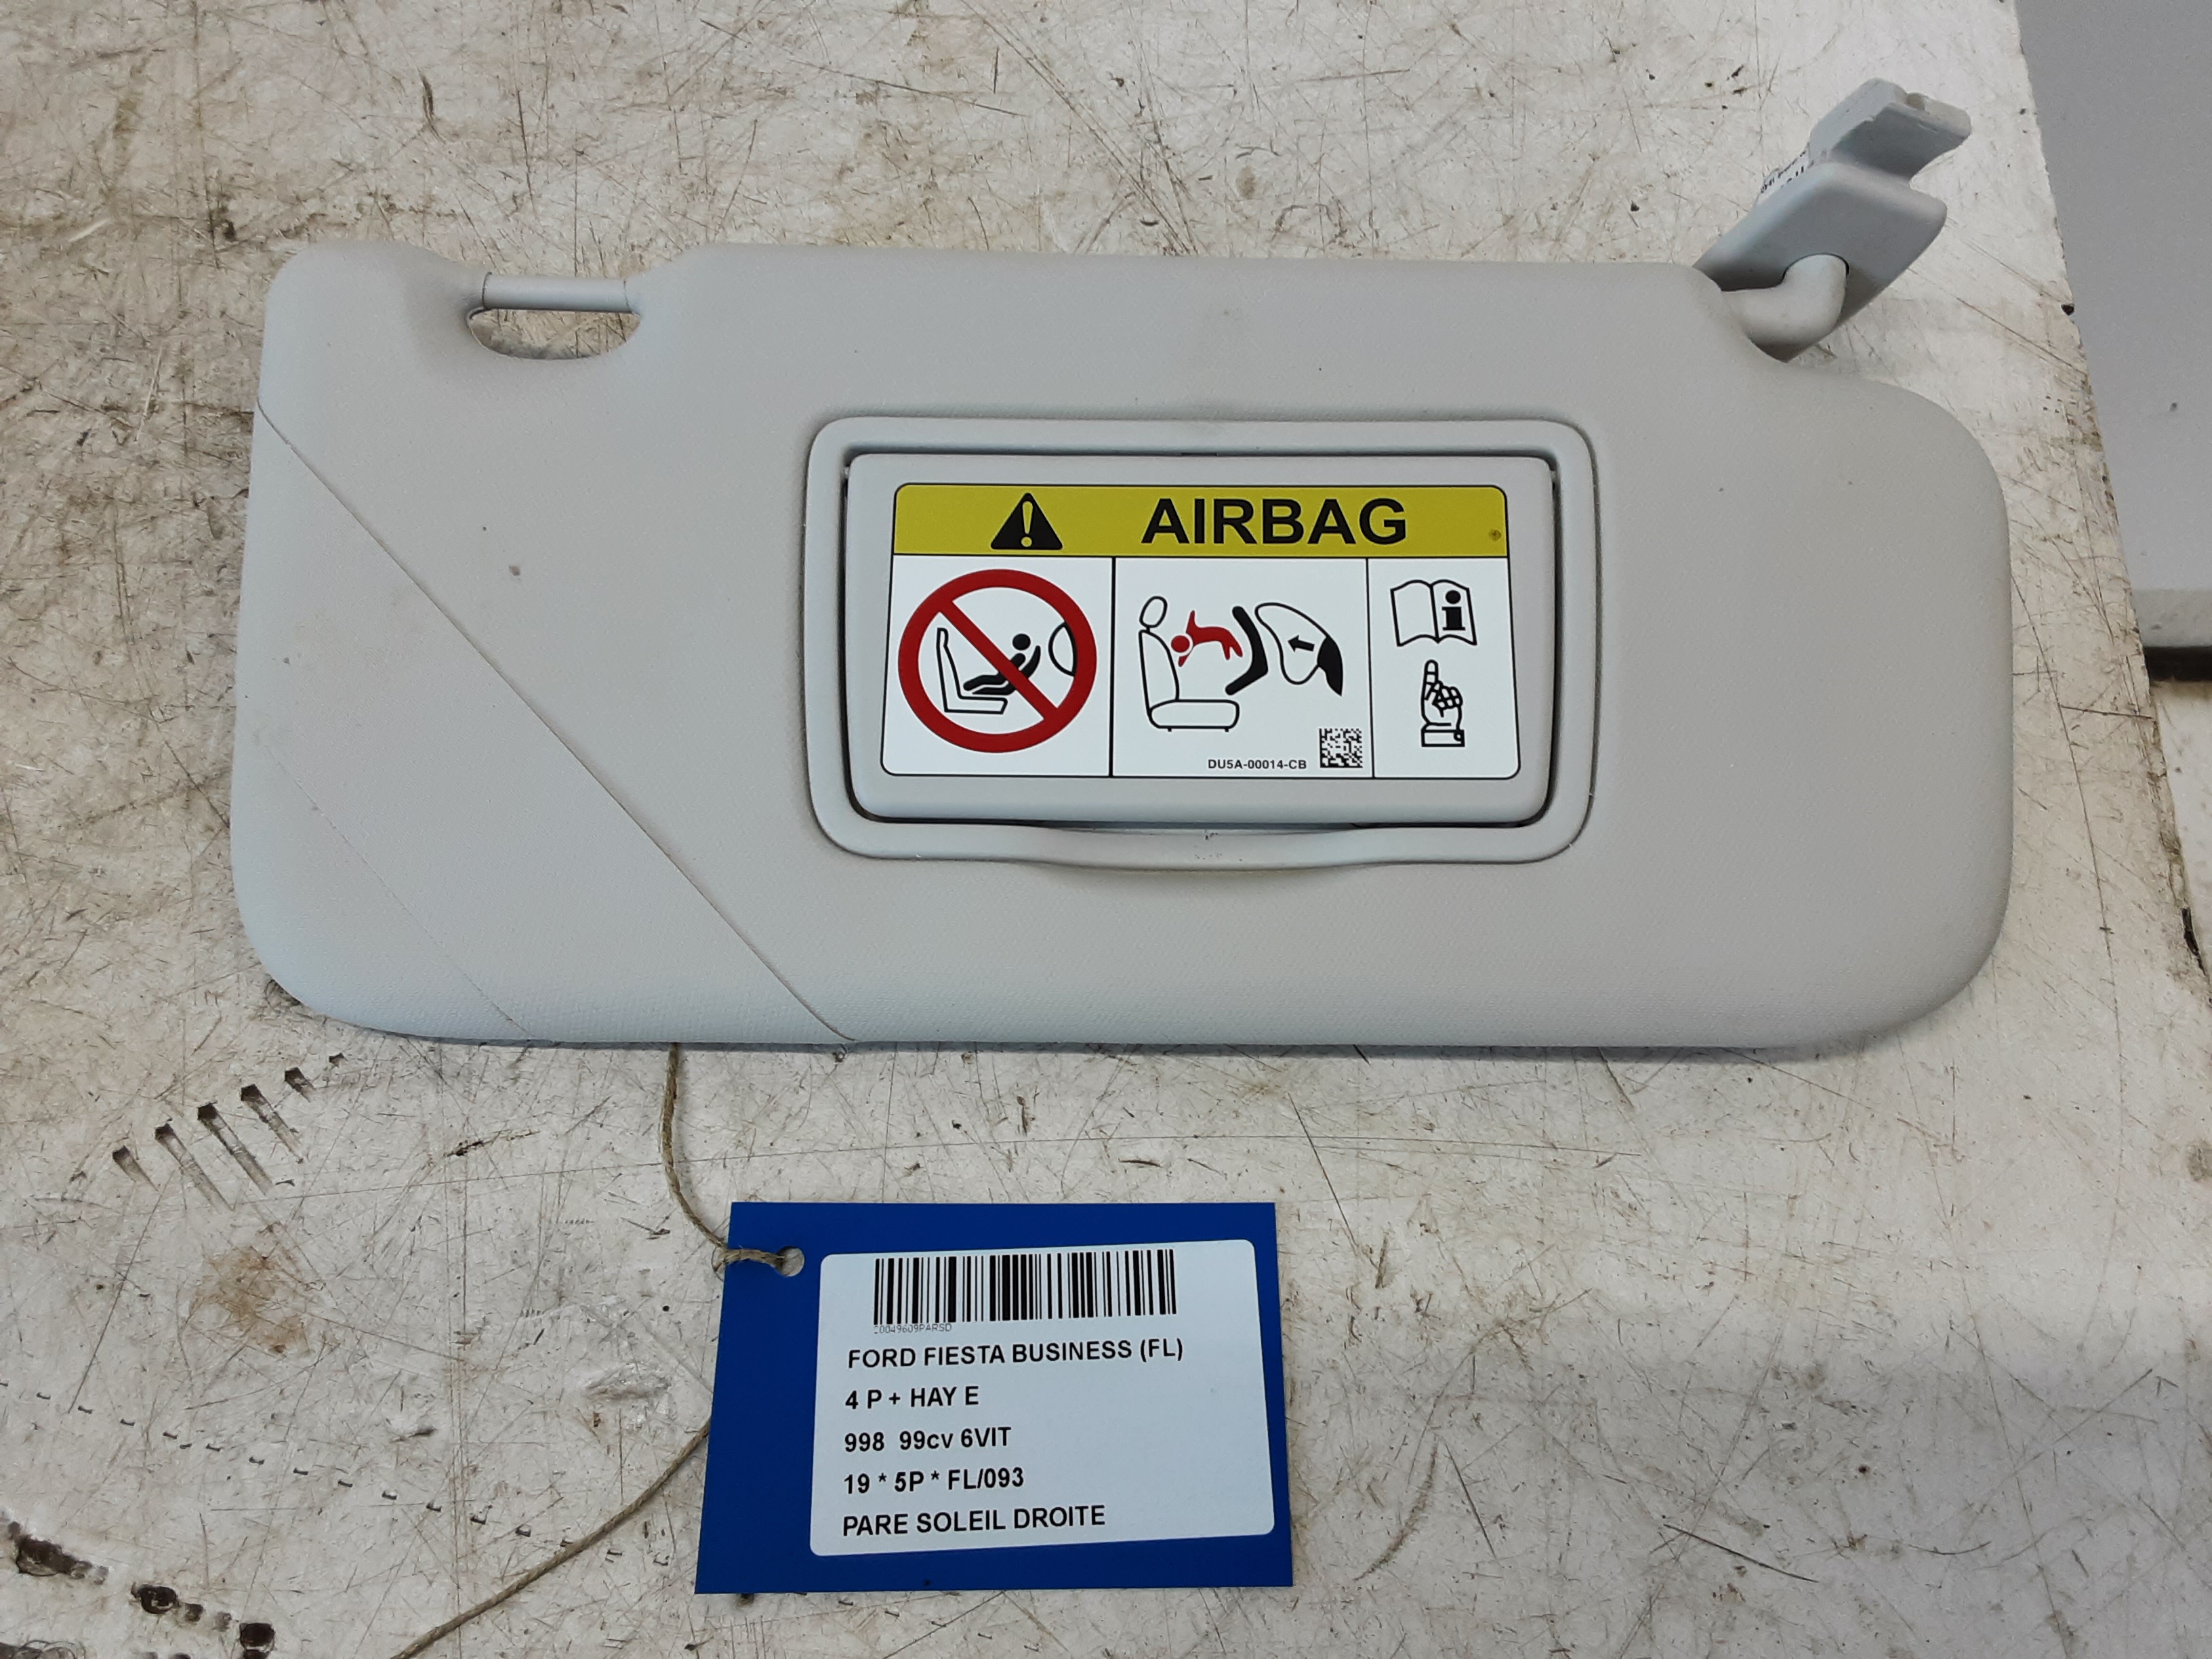 AIRBAG
DU5A-00014-CB
FORD FIESTA BUSINESS (FL)
4 P + HAY E
998 99cv 6VIT
19 * 5P * FL/093
PARE SOLEIL DROITE